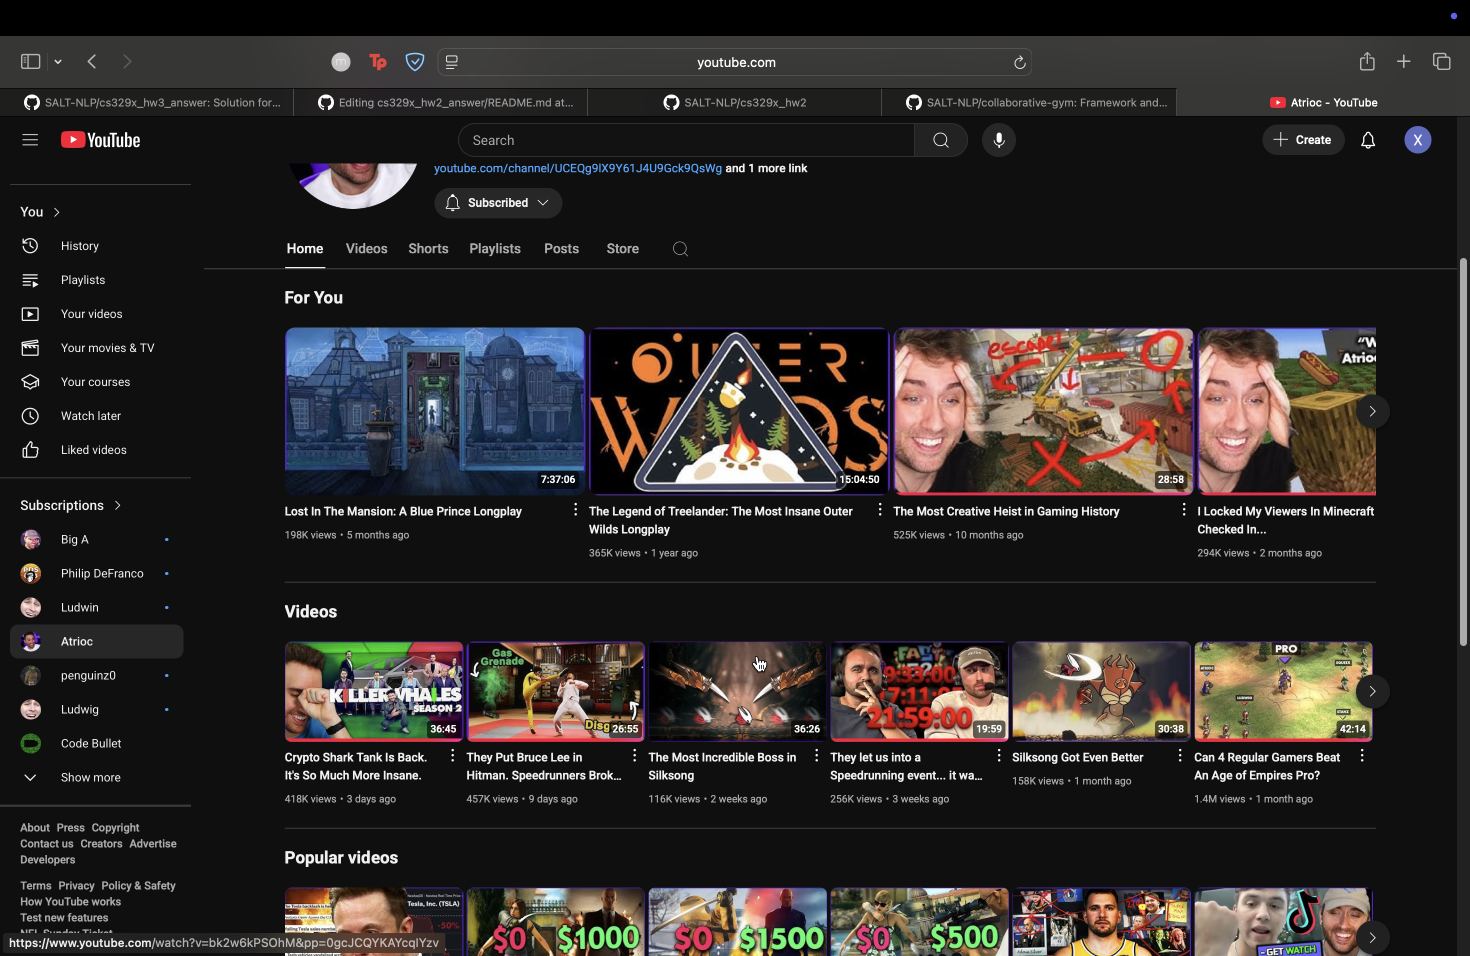 youtube.com
SALT-NLP/cs329x_hw3_answer: Solution for...
Editing cs329x_hw2_answer/README.md at...
SALT-NLP/cs329x_hw2
SALT-NLP/collaborative-gym: Framework and...
Atrioc - YouTube
YouTube
Search
Create
X
youtube.com/channel/UCEQg9lX9Y61J4U9Gck9QsWg and 1 more link
Subscribed
Home Videos Shorts Playlists Posts Store
You
History
Playlists
Your videos
Your movies & TV
Your courses
Watch later
Liked videos
Subscriptions
Big A
Philip DeFranco
Ludwin
Atrioc
penguinz0
Ludwig
Code Bullet
Show more
About Press Copyright
Contact us Creators Advertise
Developers
Terms Privacy Policy & Safety
How YouTube works
Test new features
NFL Sunday Ticket
https://www.youtube.com/watch?v=bk2w6kPSOhM&pp=0gcJCQYKAYcqIYzv
For You
7:37:06
Lost In The Mansion: A Blue Prince Longplay
198K views • 5 months ago
OUTER
WILDS
15:04:50
The Legend of Treelander: The Most Insane Outer
Wilds Longplay
365K views • 1 year ago
escape!
28:58
The Most Creative Heist in Gaming History
525K views • 10 months ago
"W
Atrio
I Locked My Viewers In Minecraft
Checked In...
294K views • 2 months ago
Videos
KILLER WHALES
SEASON 2
36:45
Crypto Shark Tank Is Back.
It's So Much More Insane.
418K views • 3 days ago
Gas
Grenade
Disg
26:55
They Put Bruce Lee in
Hitman. Speedrunners Brok...
457K views • 9 days ago
36:26
The Most Incredible Boss in
Silksong
116K views • 2 weeks ago
9:33:00
7:11:0
21:59:00
19:59
They let us into a
Speedrunning event... it wa...
256K views • 3 weeks ago
30:38
Silksong Got Even Better
158K views • 1 month ago
PRO
ATRIOC
LUDWIG
42:14
Can 4 Regular Gamers Beat
An Age of Empires Pro?
1.4M views • 1 month ago
Popular videos
Tesla, Inc. (TSLA)
-50%
$0 $1000
$0 $1500
$0 $500
- GET WATCH